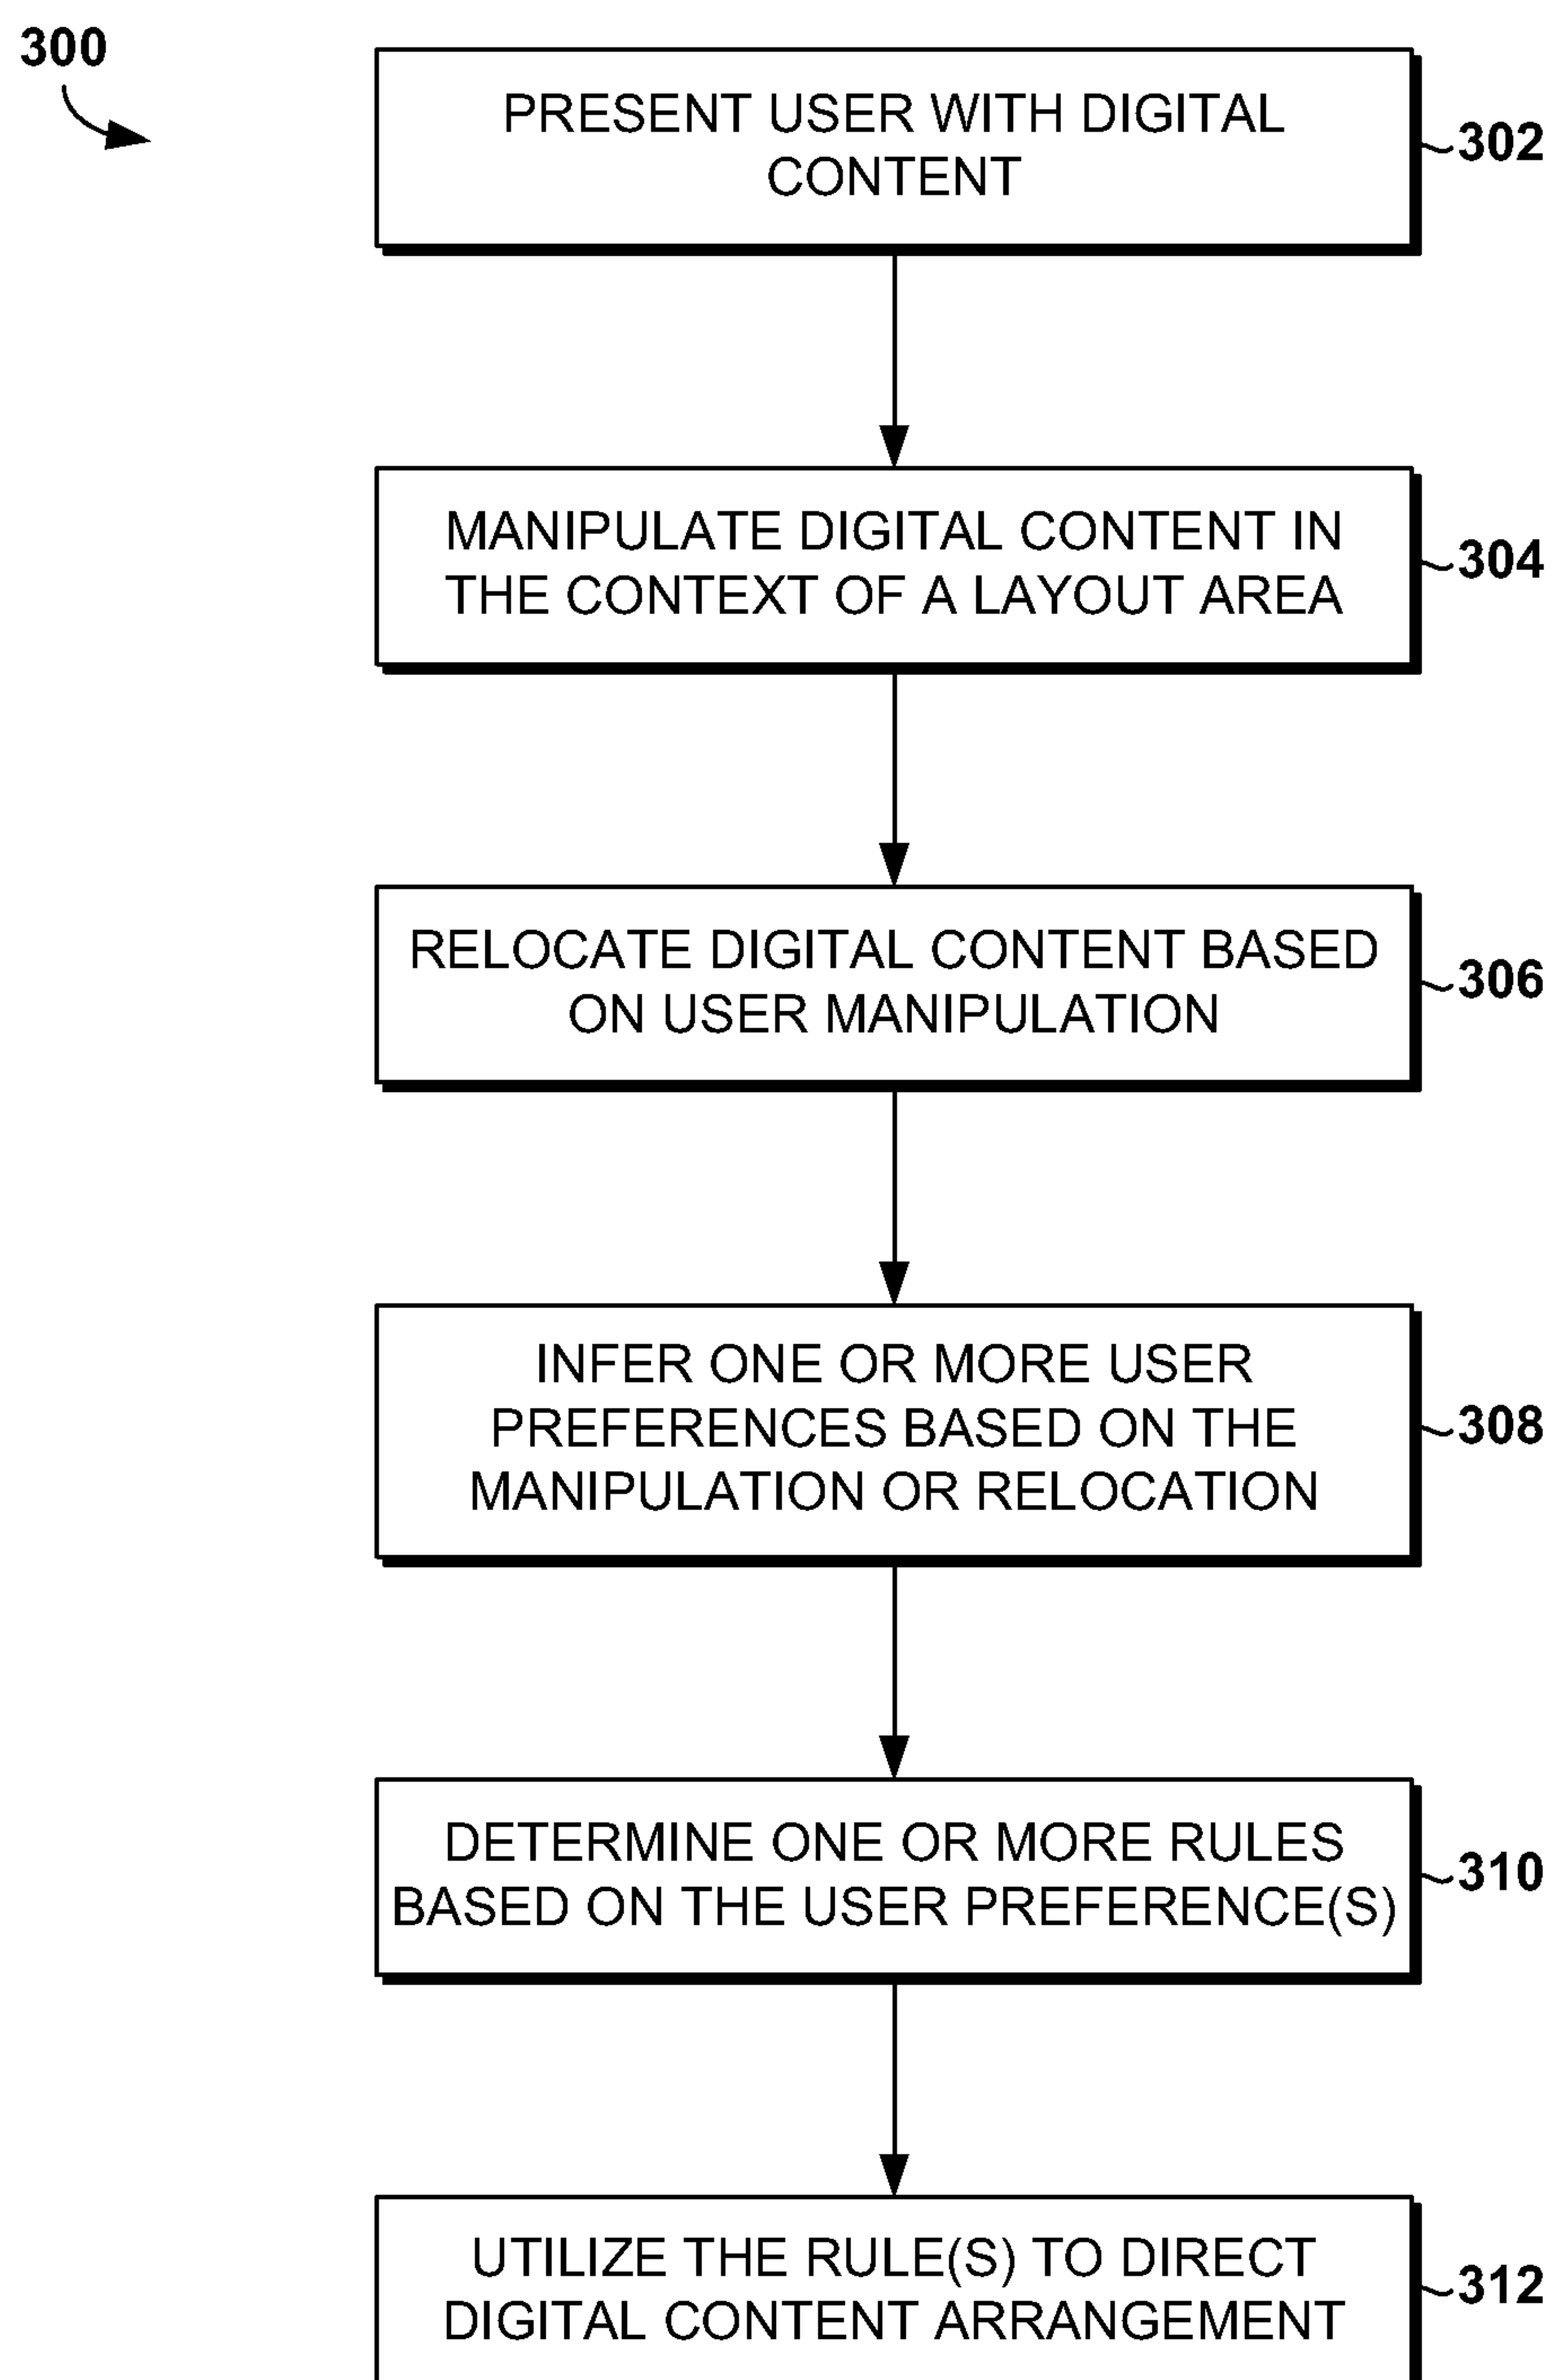 300
PRESENT USER WITH DIGITAL
CONTENT
302
MANIPULATE DIGITAL CONTENT IN
THE CONTEXT OF A LAYOUT AREA
304
RELOCATE DIGITAL CONTENT BASED
ON USER MANIPULATION
306
INFER ONE OR MORE USER
PREFERENCES BASED ON THE
MANIPULATION OR RELOCATION
308
DETERMINE ONE OR MORE RULES
BASED ON THE USER PREFERENCE(S)
310
UTILIZE THE RULE(S) TO DIRECT
DIGITAL CONTENT ARRANGEMENT
312